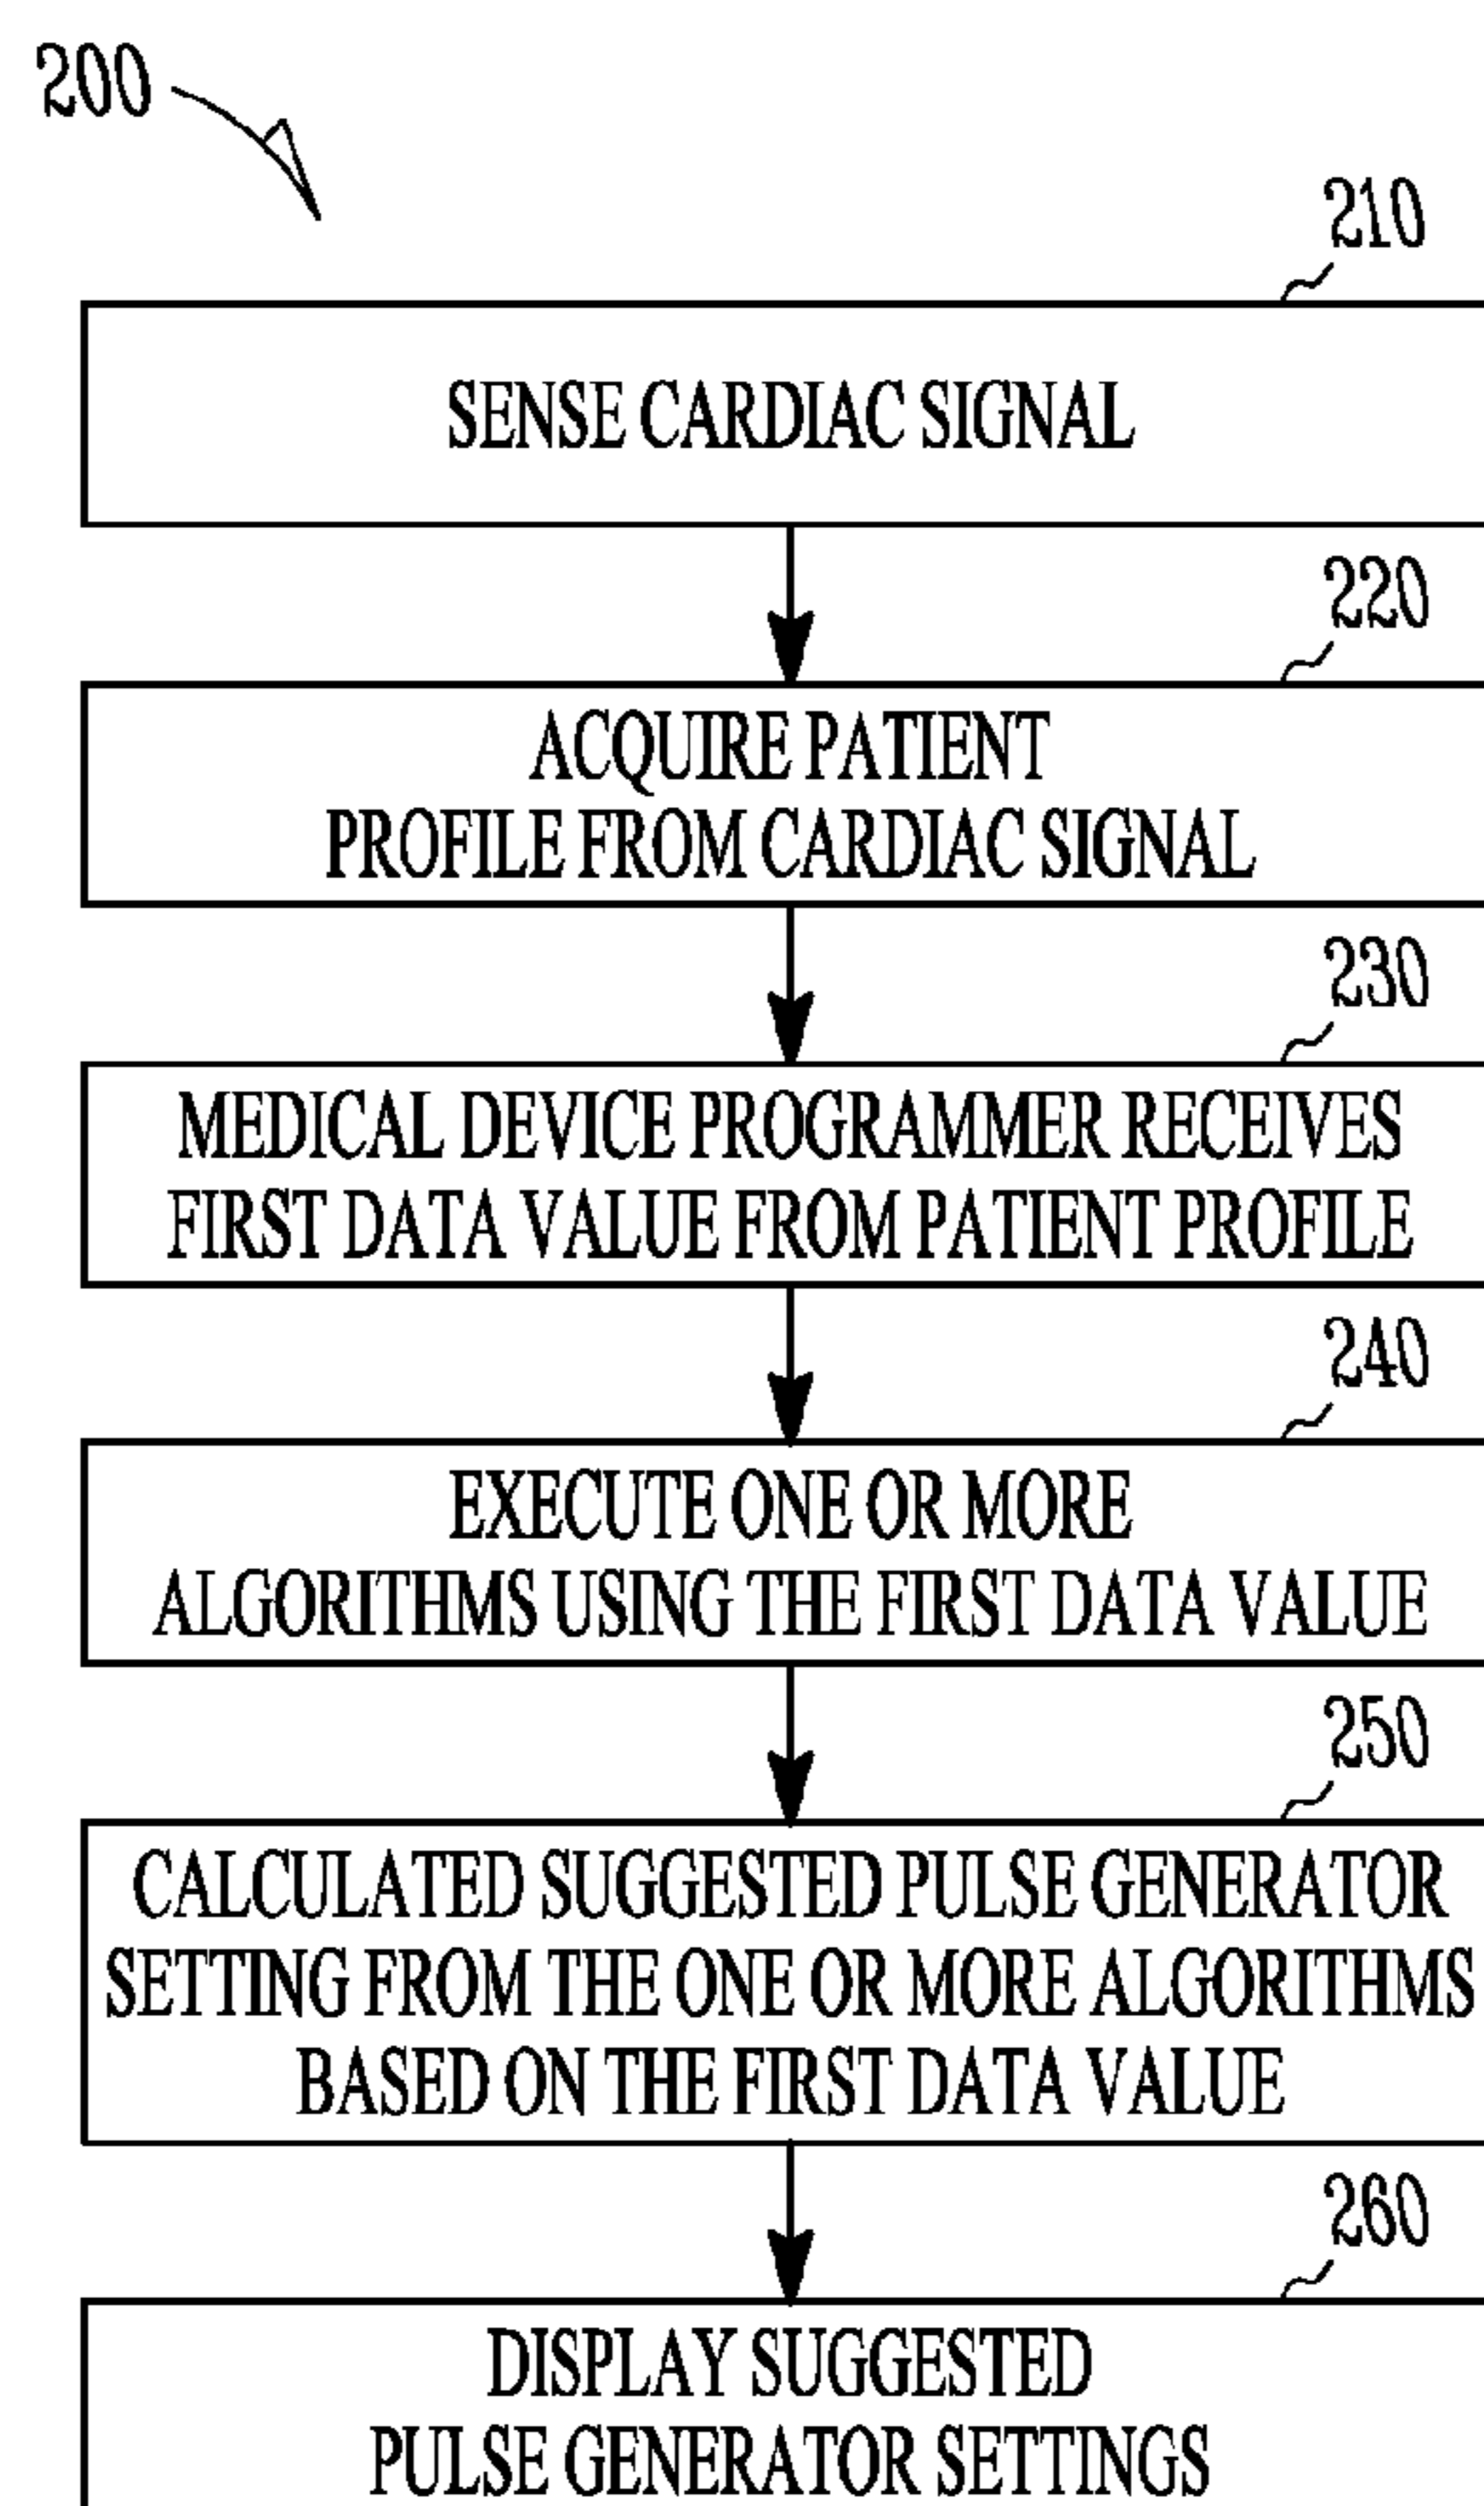 200
210
SENSE CARDIAC SIGNAL
220
ACQUIRE PATIENT
PROFILE FROM CARDIAC SIGNAL
230
MEDICAL DEVICE PROGRAMMER RECEIVES
FIRST DATA VALUE FROM PATIENT PROFILE
240
EXECUTE ONE OR MORE
ALGORITHMS USING THE FIRST DATA VALUE
250
CALCULATED SUGGESTED PULSE GENERATOR
SETTING FROM THE ONE OR MORE ALGORITHMS
BASED ON THE FIRST DATA VALUE
260
DISPLAY SUGGESTED
PULSE GENERATOR SETTINGS